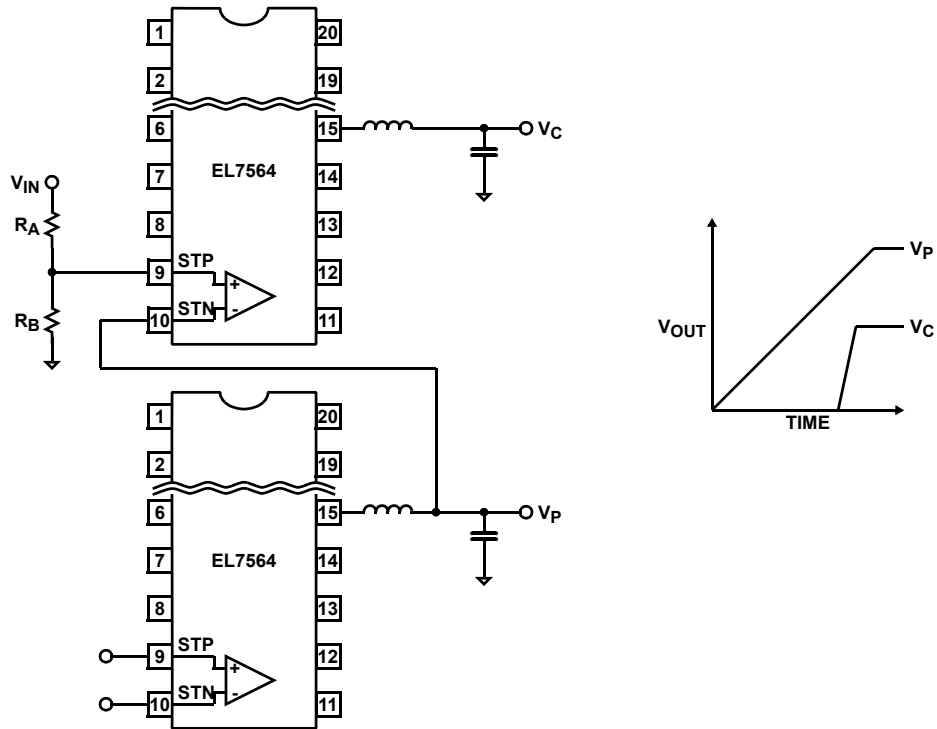 1 20
2 19
6 15 V_C
EL7564
7 14
V_IN
R_A
8 13
9 STP + 12
R_B
10 STN - 11
1 20
2 19
6 15 V_P
EL7564
7 14
8 13
9 STP + 12
10 STN - 11
V_P
V_OUT
V_C
TIME